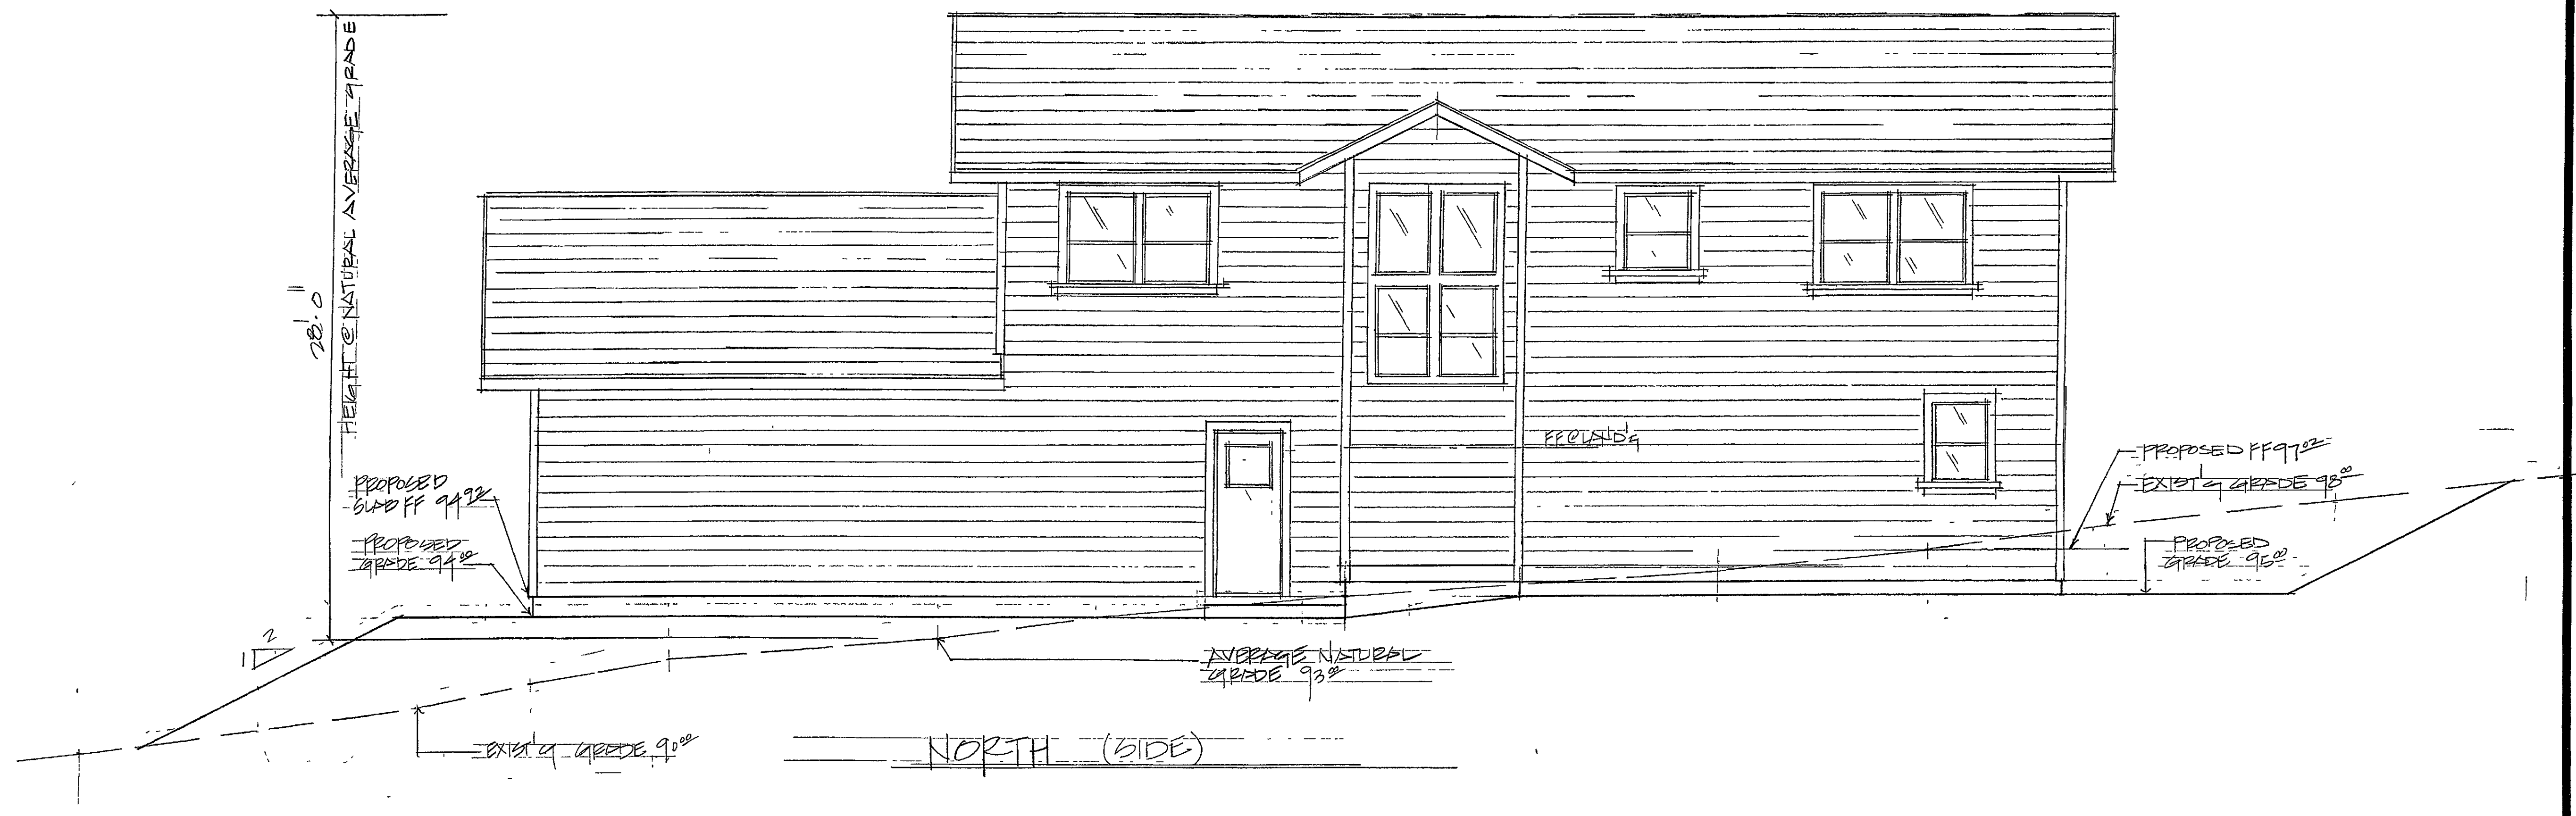 HEIGHT @ NATURAL AVERAGE GRADE
28'-0"
PROPOSED
SLAB FF 94.92
PROPOSED
GRADE 94.00
2
1
EXIST'G GRADE 90.00
AVERAGE NATURAL
GRADE 93.00
NORTH (SIDE)
FF @ LAND'G
PROPOSED FF 97.02
EXIST'G GRADE 98.00
PROPOSED
GRADE 95.00